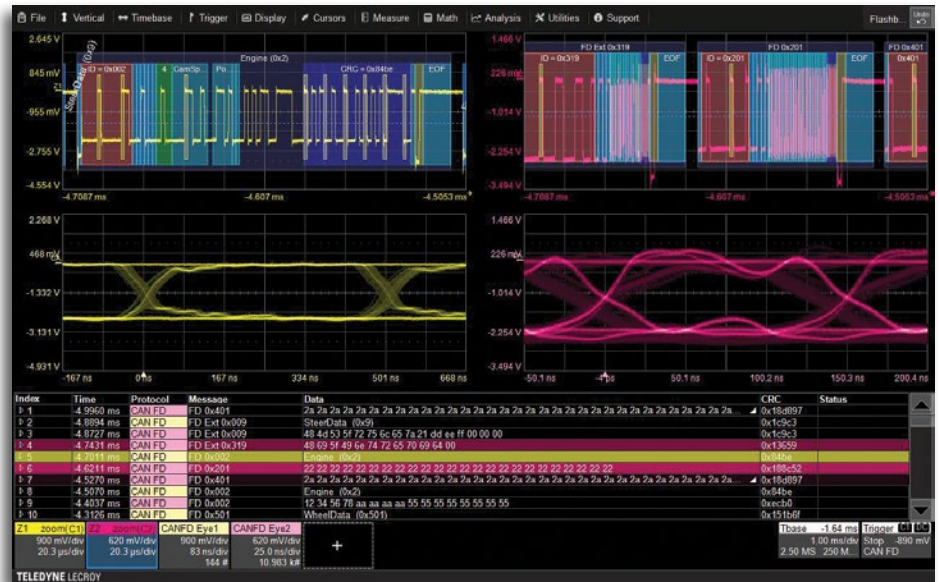 File Vertical Timebase Trigger Display Cursors Measure Math Analysis Utilities Support Flashb... Undo
2.645 V
845 mV
-955 mV
-2.755 V
-4.554 V
SteerData (0x9)
Engine (0x2)
ID = 0x002 4 CamSp... Po... CRC = 0x84be EOF
-4.7087 ms -4.607 ms -4.5053 ms
1.466 V
226 mV
-1.014 V
-2.254 V
-3.494 V
FD Ext 0x319 FD 0x201 FD 0x401
ID = 0x319 EOF ID = 0x201 EOF 0x401
-4.7087 ms -4.607 ms -4.5053 ms
2.268 V
468 mV
-1.332 V
-3.131 V
-4.931 V
-167 ns 0 ns 167 ns 334 ns 501 ns 668 ns
1.466 V
226 mV
-1.014 V
-2.254 V
-3.494 V
-50.1 ns 50.1 ns 100.2 ns 150.3 ns 200.4 ns
Index Time Protocol Message Data CRC Status
1 -4.9960 ms CAN FD FD 0x401 2a 2a 2a 2a 2a 2a 2a 2a 2a 2a 2a 2a 2a 2a 2a 2a 2a 2a 2a 2a 2a 2a 2a 2a 2a 2a 2a 2a 2a 2a 2a 2a 2a... 0x18d897
2 -4.8894 ms CAN FD FD Ext 0x009 SteerData (0x9) 0x1c9c3
3 -4.8727 ms CAN FD FD Ext 0x009 48 4d 53 5f 72 75 6c 65 7a 21 dd ee ff 00 00 00 0x1c9c3
4 -4.7431 ms CAN FD FD Ext 0x319 48 69 5f 49 6e 74 72 65 70 69 64 00 0x13659
5 -4.7011 ms CAN FD FD 0x002 Engine (0x2) 0x84be
6 -4.6211 ms CAN FD FD 0x201 22 22 22 22 22 22 22 22 22 22 22 22 22 22 22 22 22 22 22 22 22 22 22 22 0x188c52
7 -4.5270 ms CAN FD FD 0x401 2a 2a 2a 2a 2a 2a 2a 2a 2a 2a 2a 2a 2a 2a 2a 2a 2a 2a 2a 2a 2a 2a 2a 2a 2a 2a 2a 2a 2a 2a 2a 2a 2a... 0x18d897
8 -4.5070 ms CAN FD FD 0x002 Engine (0x2) 0x84be
9 -4.4037 ms CAN FD FD 0x002 12 34 56 78 aa aa aa aa 55 55 55 55 55 55 55 55 0xecb0
10 -4.3126 ms CAN FD FD 0x501 WheelData (0x501) 0x151b6f
Z1 zoom(C1) Z2 zoom(C2) CANFD Eye1 CANFD Eye2 Tbase -1.64 ms Trigger C1 DC
900 mV/div 620 mV/div 900 mV/div 620 mV/div 1.00 ms/div Stop -890 mV
20.3 µs/div 20.3 µs/div 83 ns/div 25.0 ns/div 2.50 MS 250 M... CAN FD
144 # 10.983 k#
TELEDYNE LECROY